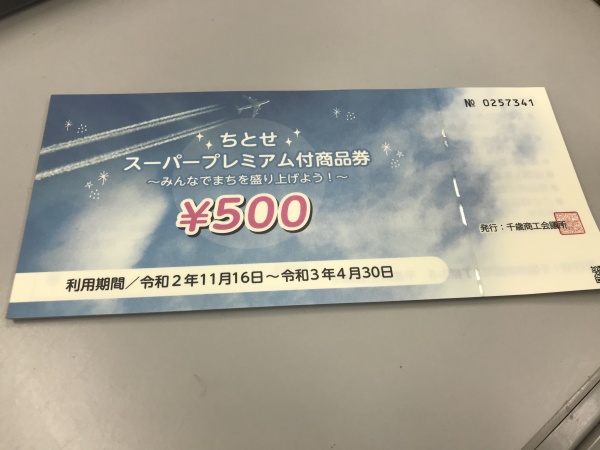 № 0257341
ちとせ
スーパープレミアム付商品券
〜みんなでまちを盛り上げよう！〜
¥500
発行：千歳商工会議所
利用期間／令和2年11月16日〜令和3年4月30日